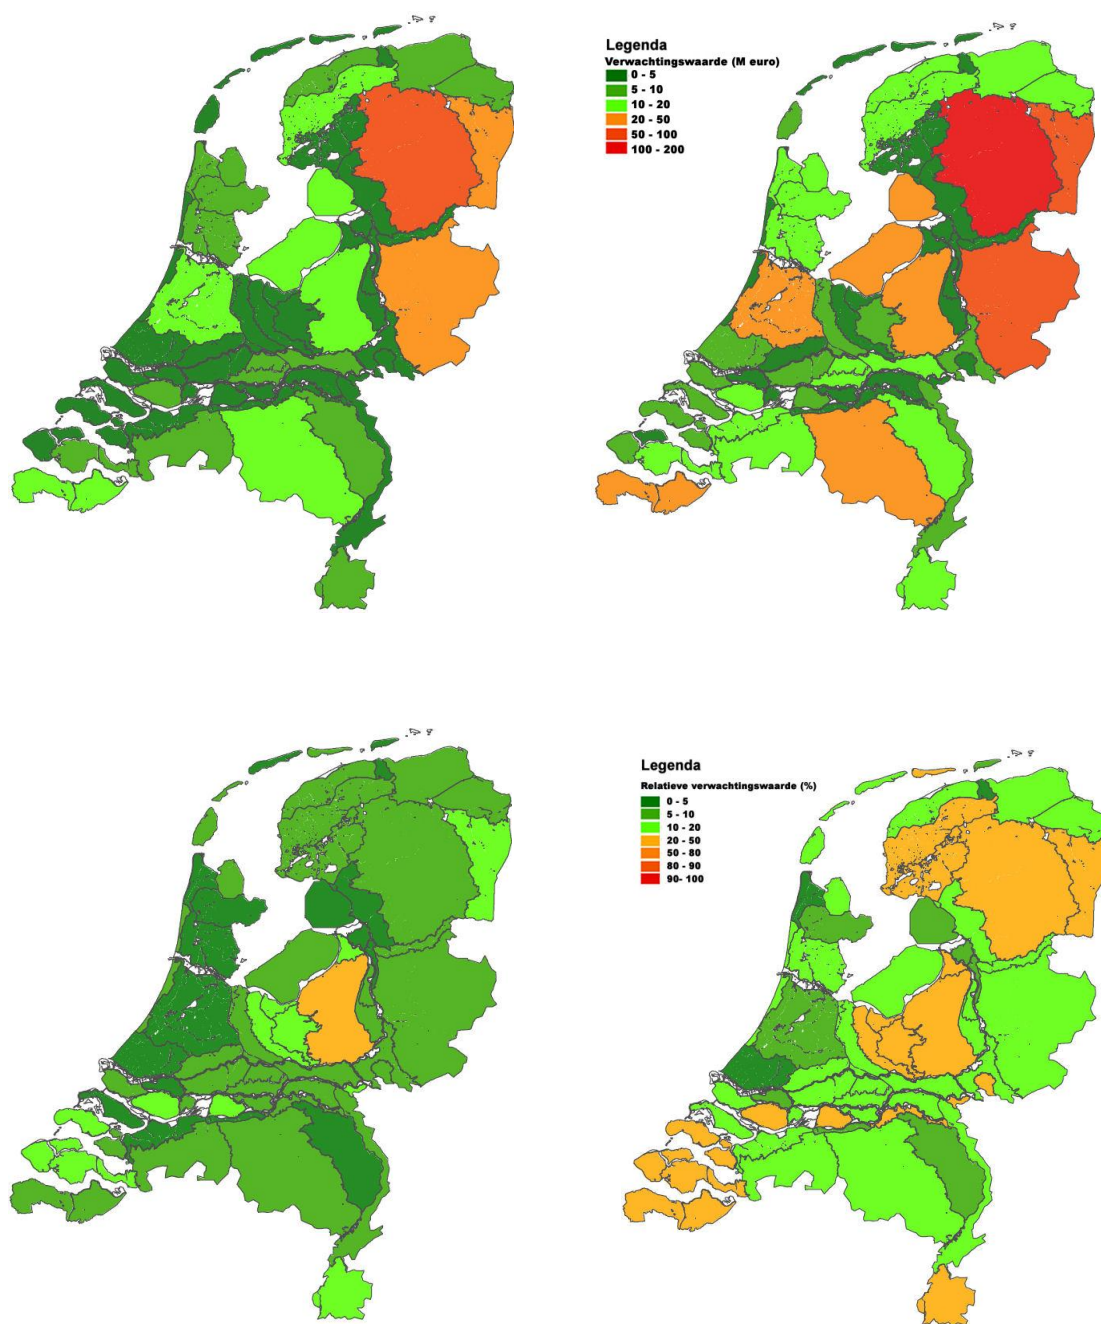 Legenda
Verwachtingswaarde (M euro)
0 - 5
5 - 10
10 - 20
20 - 50
50 - 100
100 - 200
Legenda
Relatieve verwachtingswaarde (%)
0 - 5
5 - 10
10 - 20
20 - 50
50 - 80
80 - 90
90- 100